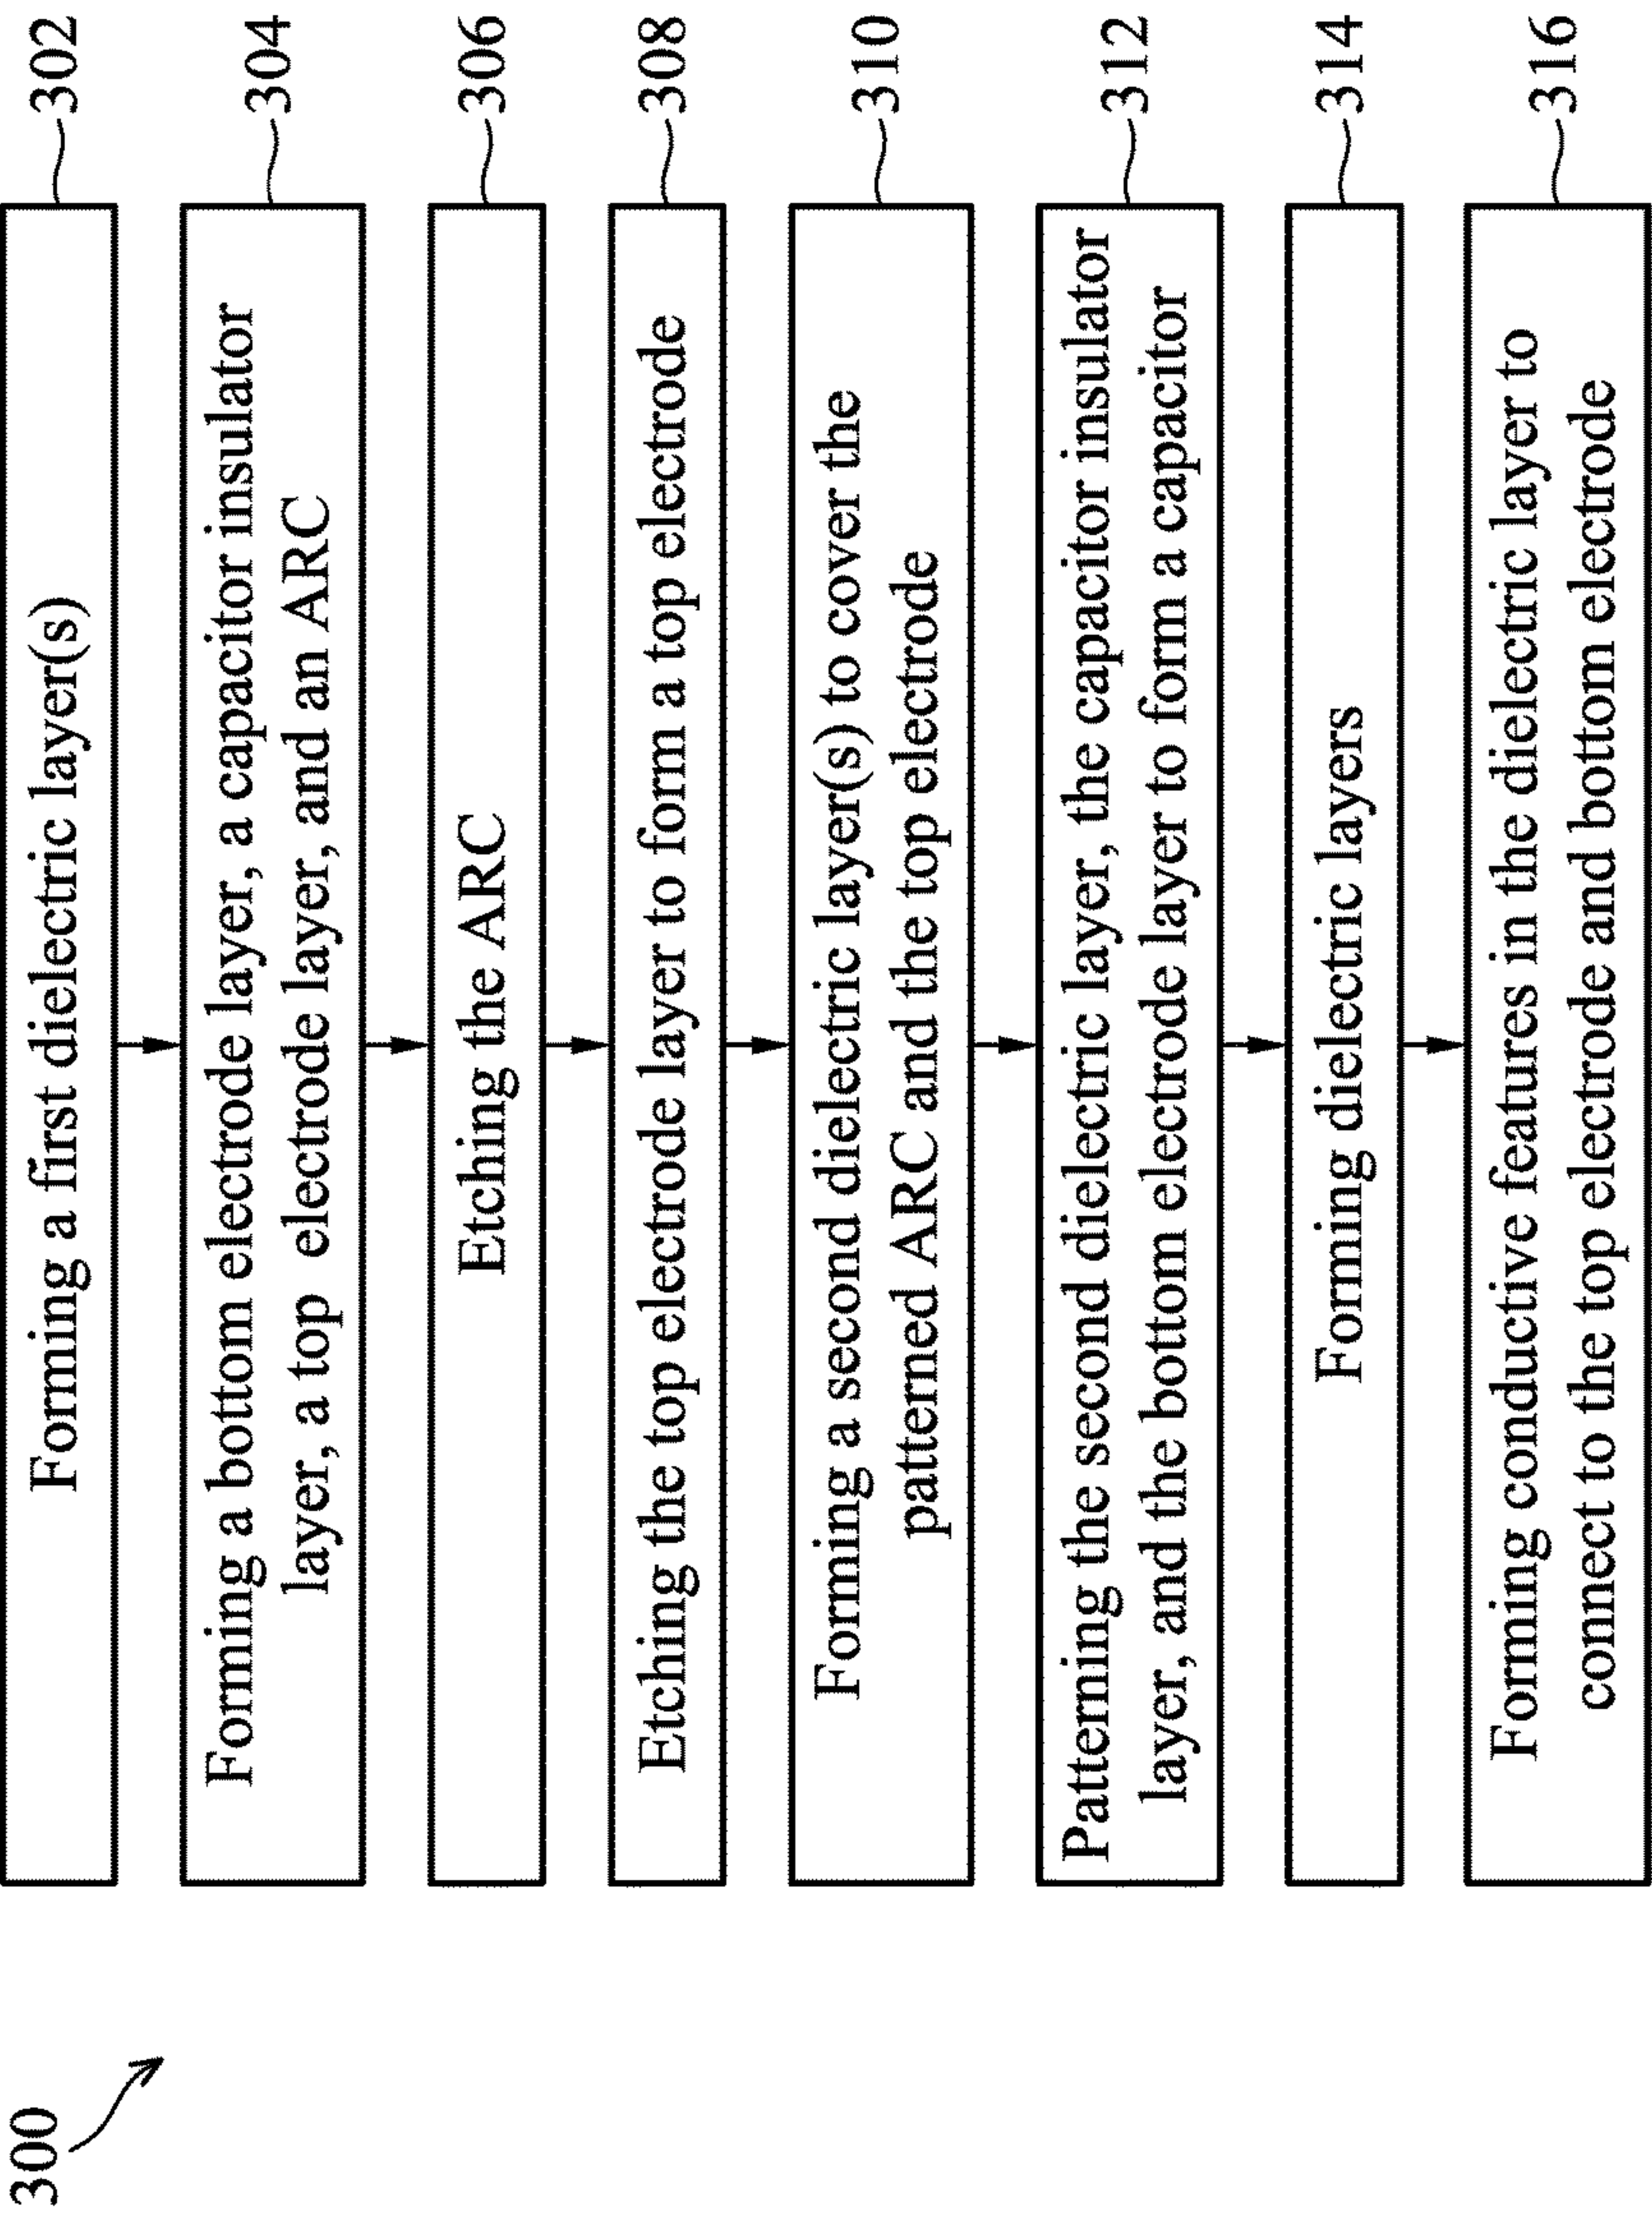 300
Forming a first dielectric layer(s)
302
Forming a bottom electrode layer, a capacitor insulator
layer, a top electrode layer, and an ARC
304
Etching the ARC
306
Etching the top electrode layer to form a top electrode
308
Forming a second dielectric layer(s) to cover the
patterned ARC and the top electrode
310
Patterning the second dielectric layer, the capacitor insulator
layer, and the bottom electrode layer to form a capacitor
312
Forming dielectric layers
314
Forming conductive features in the dielectric layer to
connect to the top electrode and bottom electrode
316